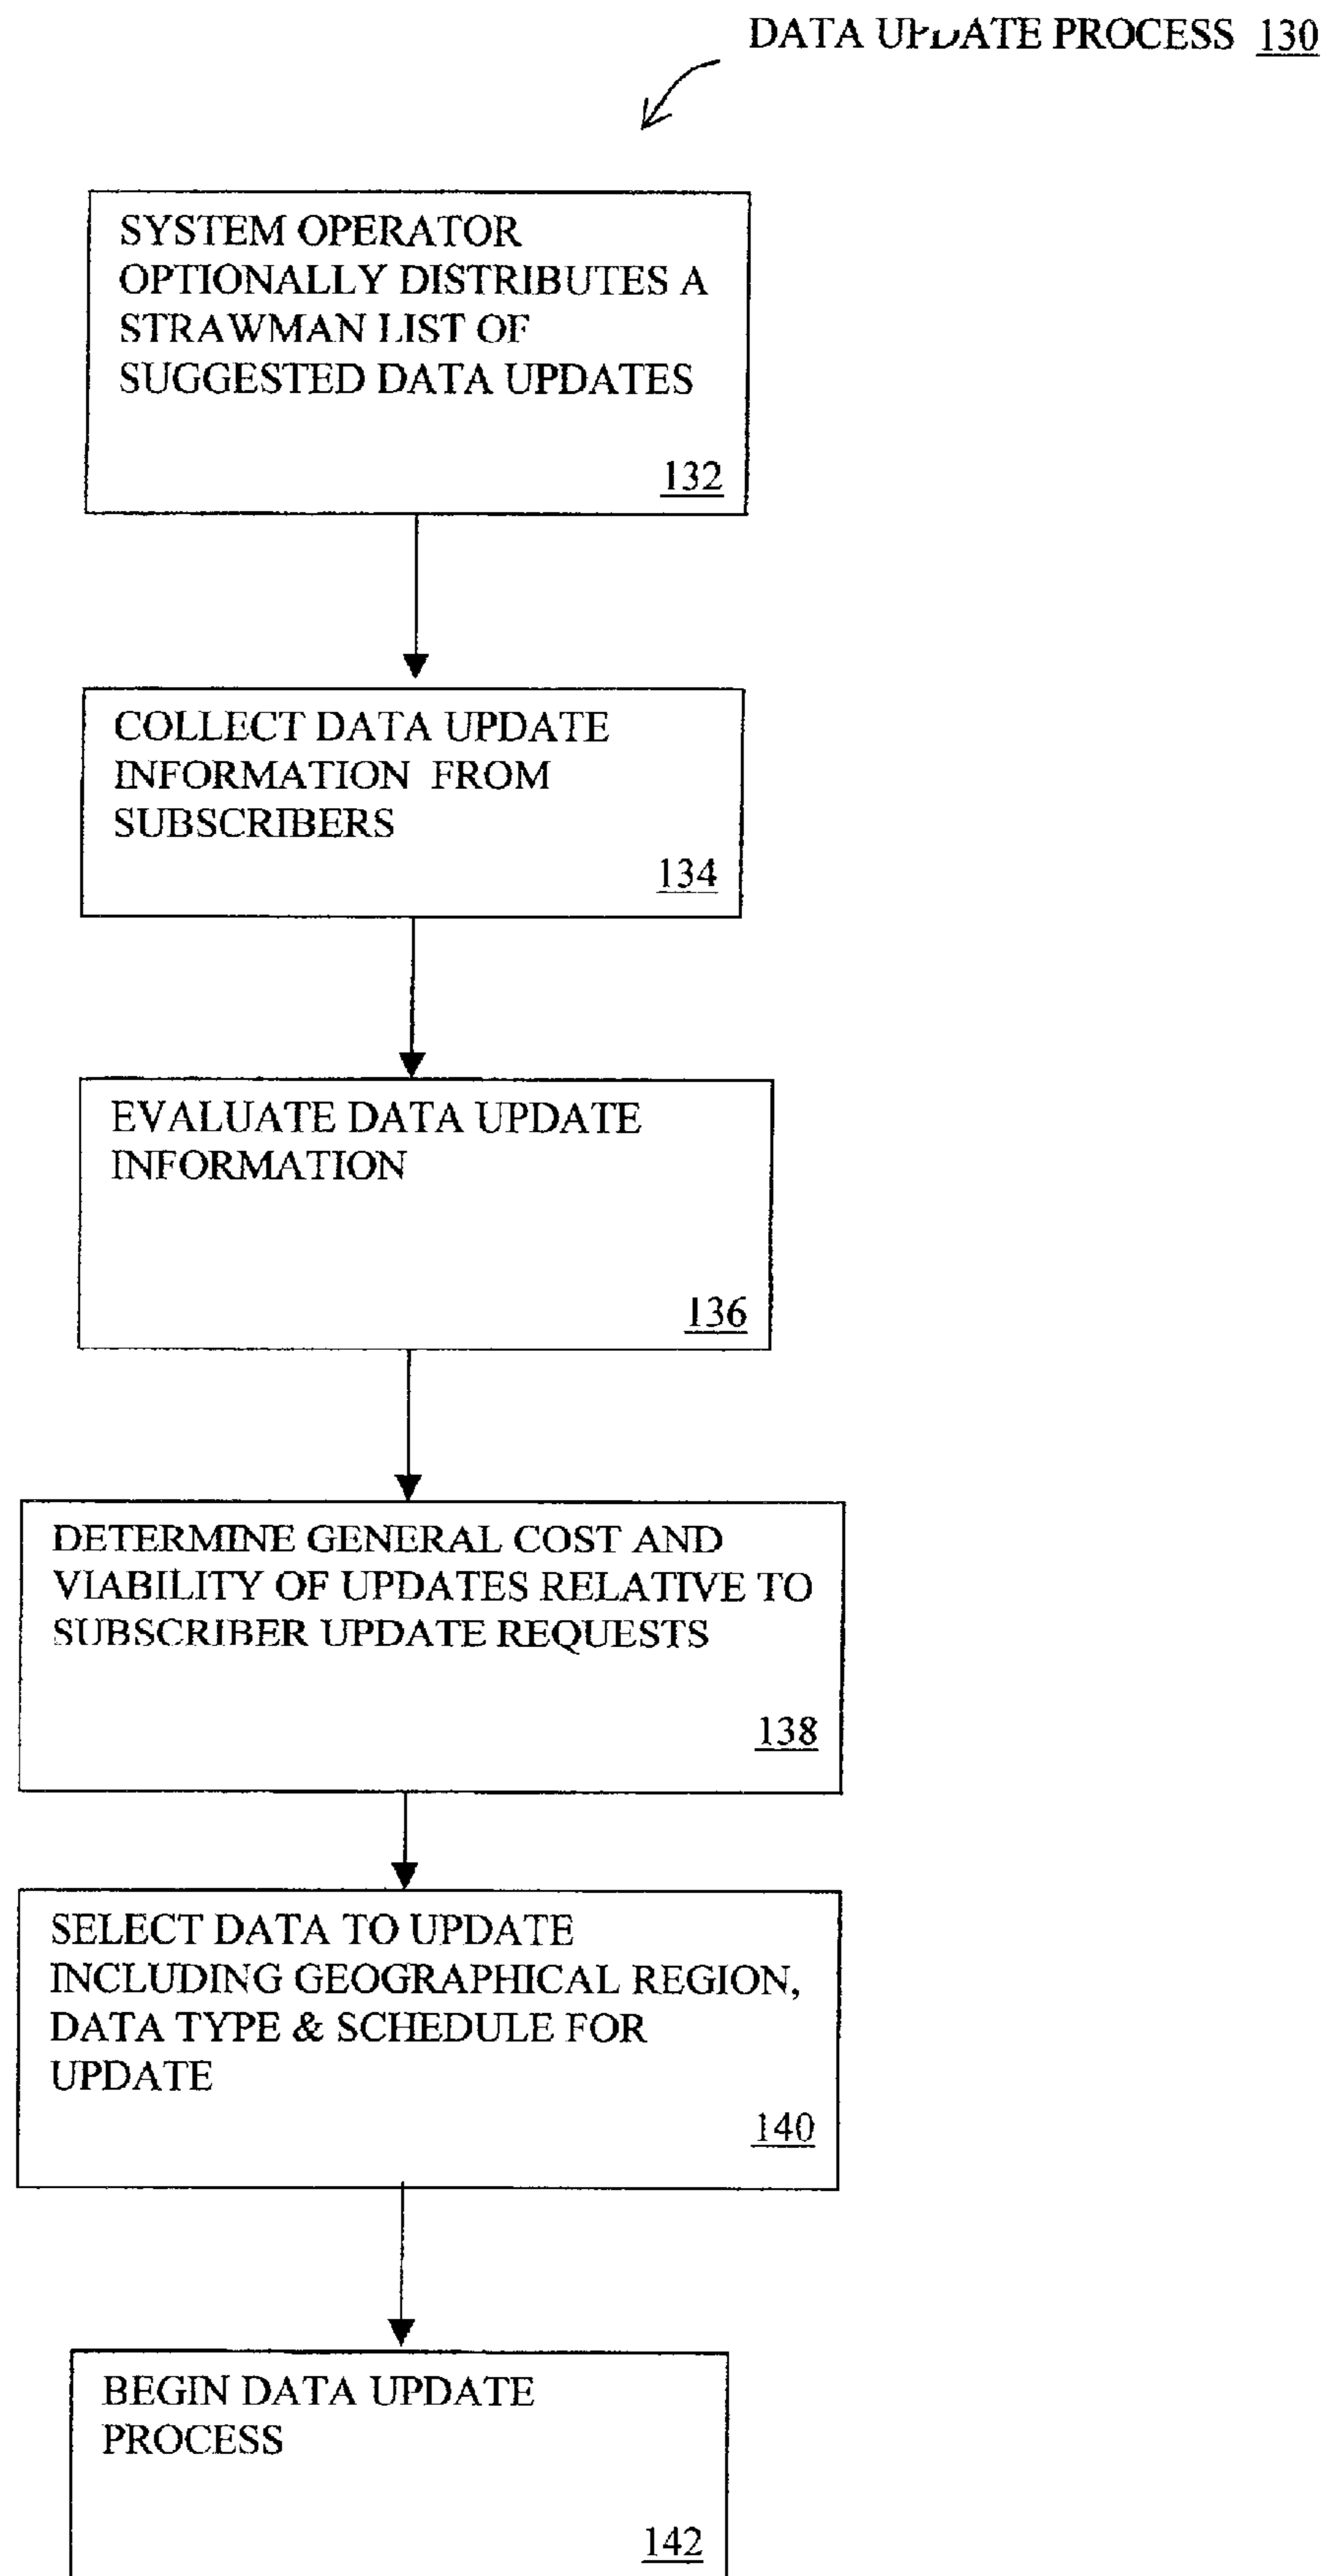 DATA UPDATE PROCESS 130
SYSTEM OPERATOR
OPTIONALLY DISTRIBUTES A
STRAWMAN LIST OF
SUGGESTED DATA UPDATES
132
COLLECT DATA UPDATE
INFORMATION FROM
SUBSCRIBERS
134
EVALUATE DATA UPDATE
INFORMATION
136
DETERMINE GENERAL COST AND
VIABILITY OF UPDATES RELATIVE TO
SUBSCRIBER UPDATE REQUESTS
138
SELECT DATA TO UPDATE
INCLUDING GEOGRAPHICAL REGION,
DATA TYPE & SCHEDULE FOR
UPDATE
140
BEGIN DATA UPDATE
PROCESS
142